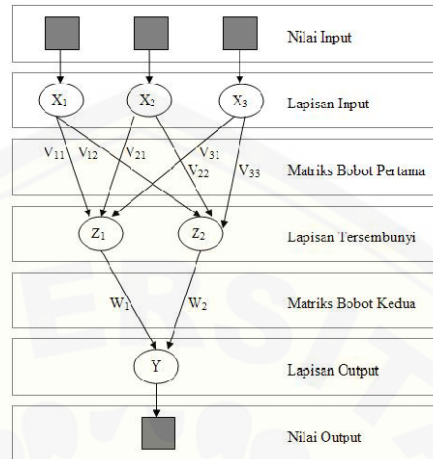 Nilai Input
X1 X2 X3
Lapisan Input
V11 V12 V21 V31
V22 V33
Matriks Bobot Pertama
Z1 Z2
Lapisan Tersembunyi
W1 W2
Matriks Bobot Kedua
Y
Lapisan Output
Nilai Output